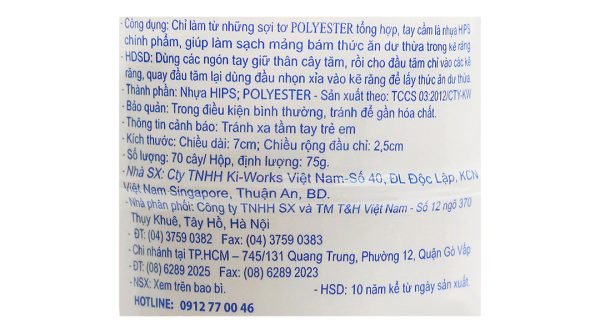 - Công dụng: Chỉ làm từ những sợi tơ POLYESTER tổng hợp, tay cầm là nhựa HPS
chính phẩm, giúp làm sạch mảng bám thức ăn dư thừa trong kẽ răng
- HDSD: Dùng các ngón tay giữ thân cây tăm, rồi cho đầu tăm chỉ vào các kẽ
răng, quay đầu tăm lại dùng đầu nhọn xỉa vào kẽ răng để lấy thức ăn dư thừa.
- Thành phần: Nhựa HIPS; POLYESTER - Sản xuất theo: TCCS 03:2012/CTY-KW
- Bảo quản: Trong điều kiện bình thường, tránh để gần hóa chất.
- Thông tin cảnh báo: Tránh xa tầm tay trẻ em
- Kích thước: Chiều dài: 7cm; Chiều rộng đầu chỉ: 2,5cm
- Số lượng: 70 cây/ Hộp, định lượng: 75g.
- Nhà SX: Cty TNHH Ki-Works Việt Nam-Số 40, ĐL Độc Lập, KCN
Việt Nam Singapore, Thuận An, BD.
- Nhà phân phối: Công ty TNHH SX và TM T&H Việt Nam - Số 12 ngõ 370
Thụy Khuê, Tây Hồ, Hà Nội
- ĐT: (04) 3759 0382 Fax: (04) 3759 0383
- Chi nhánh tại TP.HCM – 745/131 Quang Trung, Phường 12, Quận Gò Vấp
- ĐT: (08) 6289 2025 Fax: (08) 6289 2023
- NSX: Xem trên bao bì. - HSD: 10 năm kể từ ngày sản xuất.
HOTLINE: 0912 77 00 46